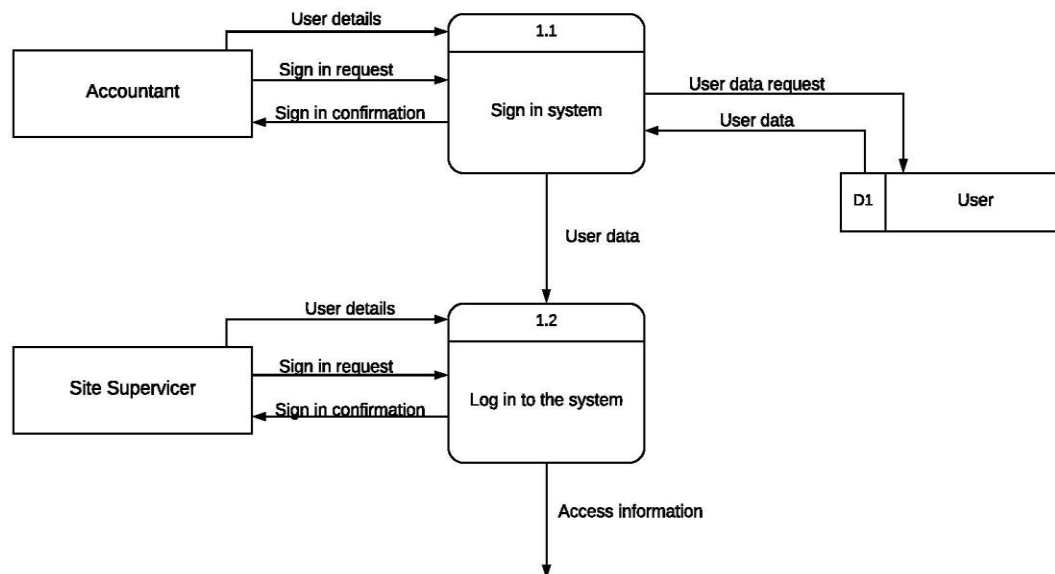 User details
1.1
Accountant
Sign in request
Sign in confirmation
Sign in system
User data request
User data
D1
User
User data
User details
1.2
Site Supervicer
Sign in request
Sign in confirmation
Log in to the system
Access information